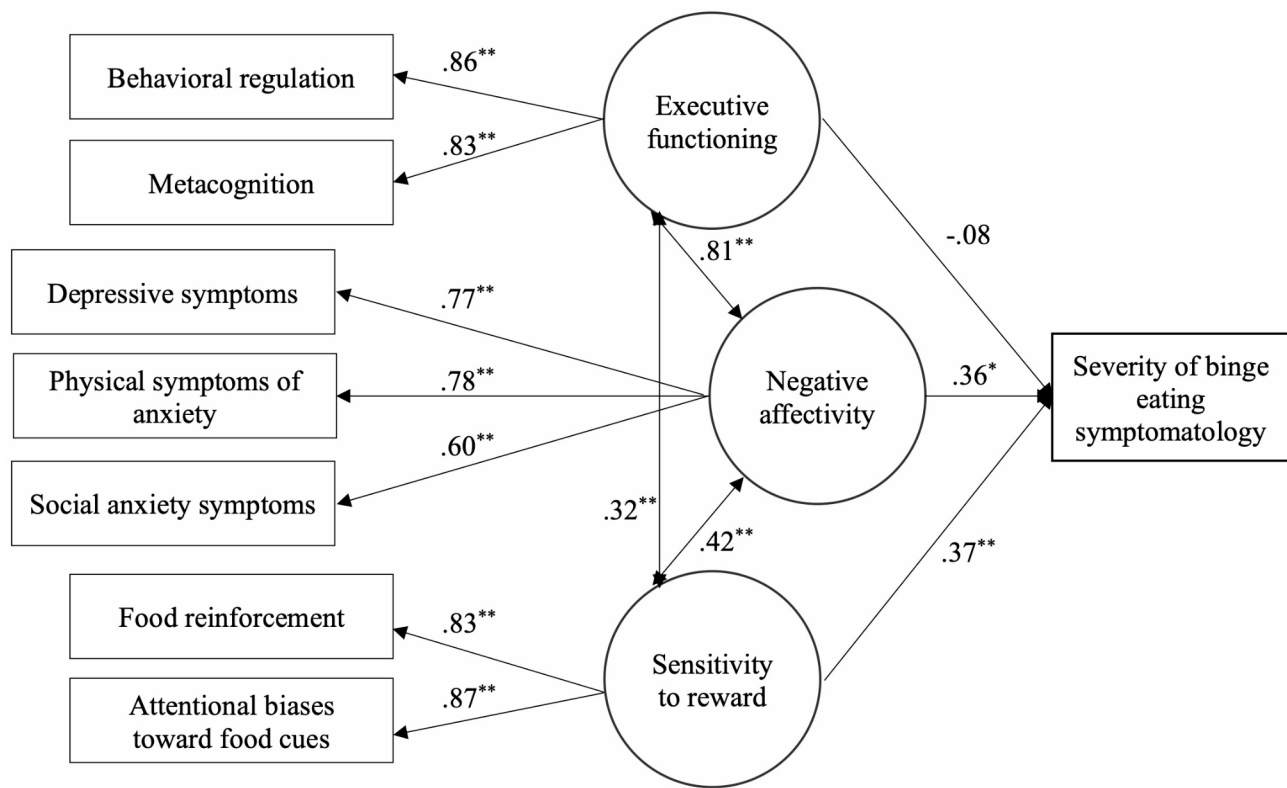 Behavioral regulation
.86**
Executive
functioning
.83**
Metacognition
-.08
.81**
Depressive symptoms
.77**
Physical symptoms of
anxiety
.78**
Negative
affectivity
.36*
Severity of binge
eating
symptomatology
.60**
Social anxiety symptoms
.32**
.42**
.37**
Food reinforcement
.83**
Sensitivity
to reward
.87**
Attentional biases
toward food cues